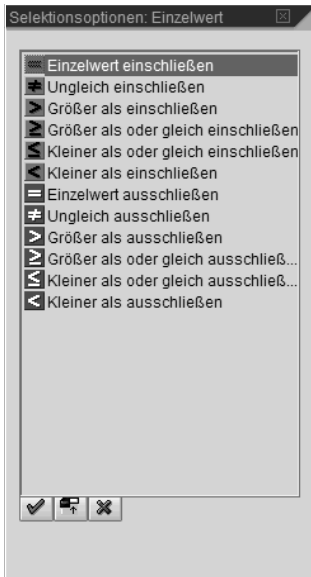 Selektionsoptionen: Einzelwert
Einzelwert einschließen
≠ Ungleich einschließen
> Größer als einschließen
≥ Größer als oder gleich einschließen
≤ Kleiner als oder gleich einschließen
< Kleiner als einschließen
= Einzelwert ausschließen
≠ Ungleich ausschließen
> Größer als ausschließen
≥ Größer als oder gleich ausschließ...
≤ Kleiner als oder gleich ausschließ...
< Kleiner als ausschließen